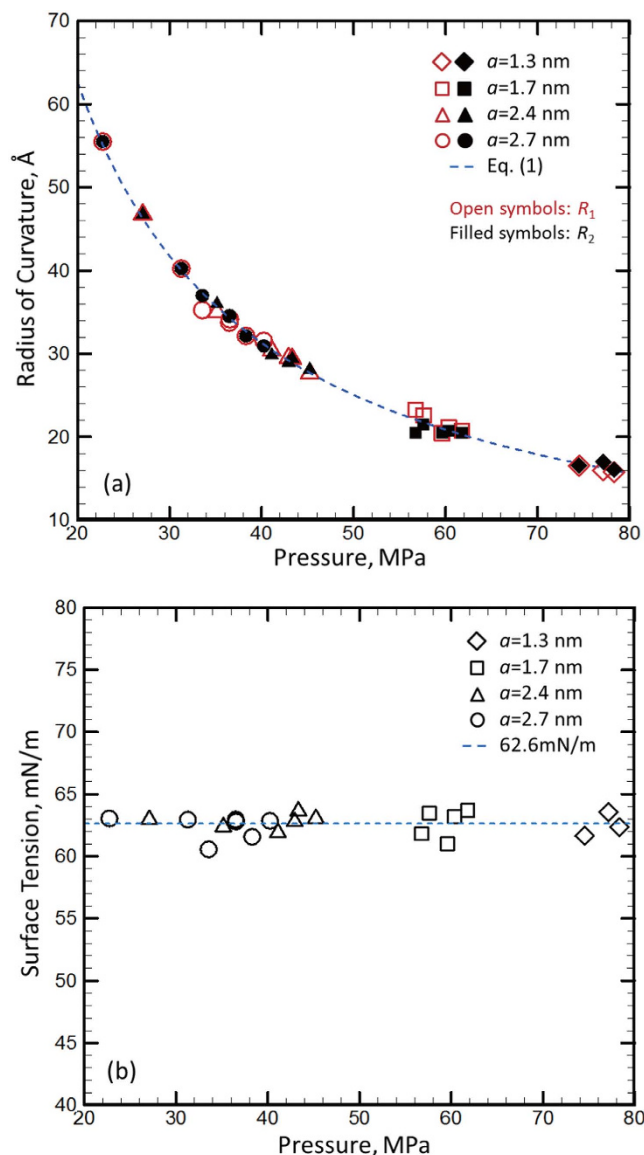 70
60
50
40
30
20
10
Radius of Curvature, Å
a=1.3 nm
a=1.7 nm
a=2.4 nm
a=2.7 nm
Eq. (1)
Open symbols: R1
Filled symbols: R2
(a)
20 30 40 50 60 70 80
Pressure, MPa
80
75
70
65
60
55
50
45
40
Surface Tension, mN/m
a=1.3 nm
a=1.7 nm
a=2.4 nm
a=2.7 nm
62.6mN/m
(b)
20 30 40 50 60 70 80
Pressure, MPa